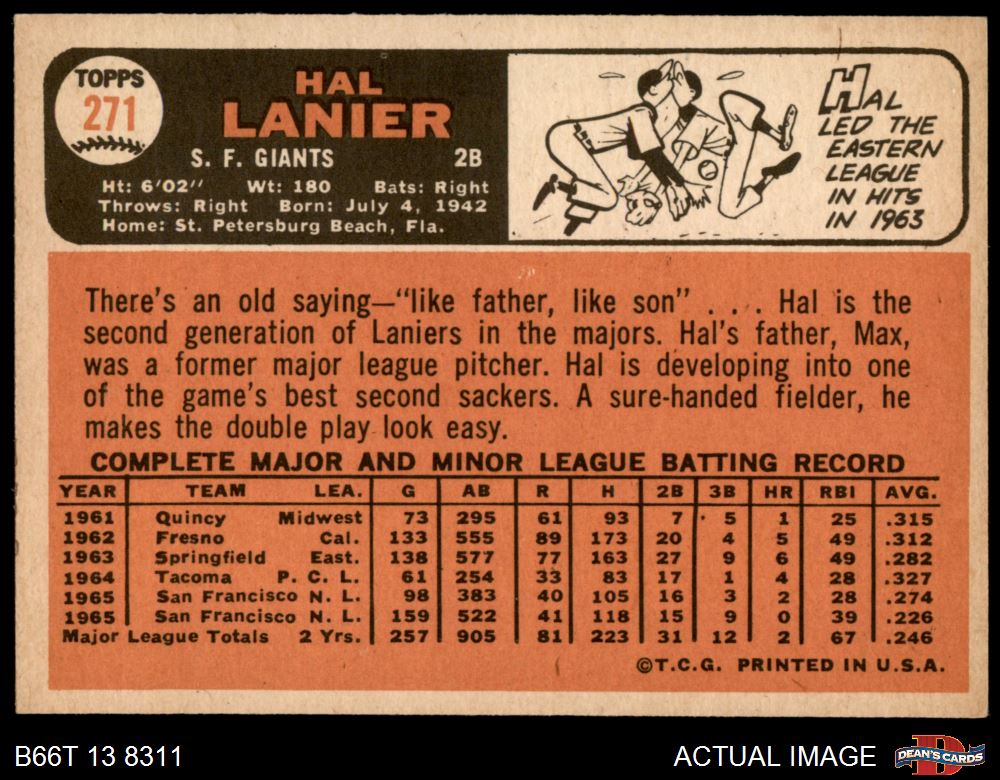 TOPPS
271
HAL
LANIER
S. F. GIANTS 2B
Ht: 6'02" Wt: 180 Bats: Right
Throws: Right Born: July 4, 1942
Home: St. Petersburg Beach, Fla.
HAL
LED THE
EASTERN
LEAGUE
IN HITS
IN 1963
There's an old saying—"like father, like son" . . . Hal is the
second generation of Laniers in the majors. Hal's father, Max,
was a former major league pitcher. Hal is developing into one
of the game's best second sackers. A sure-handed fielder, he
makes the double play look easy.
COMPLETE MAJOR AND MINOR LEAGUE BATTING RECORD
YEAR TEAM LEA. G AB R H 2B 3B HR RBI AVG.
1961 Quincy Midwest 73 295 61 93 7 5 1 25 .315
1962 Fresno Cal. 133 555 89 173 20 4 5 49 .312
1963 Springfield East. 138 577 77 163 27 9 6 49 .282
1964 Tacoma P. C. L. 61 254 33 83 17 1 4 28 .327
1965 San Francisco N. L. 98 383 40 105 16 3 2 28 .274
1965 San Francisco N. L. 159 522 41 118 15 9 0 39 .226
Major League Totals 2 Yrs. 257 905 81 223 31 12 2 67 .246
©T.C.G. PRINTED IN U.S.A.
B66T 13 8311
ACTUAL IMAGE
DEAN'S CARDS